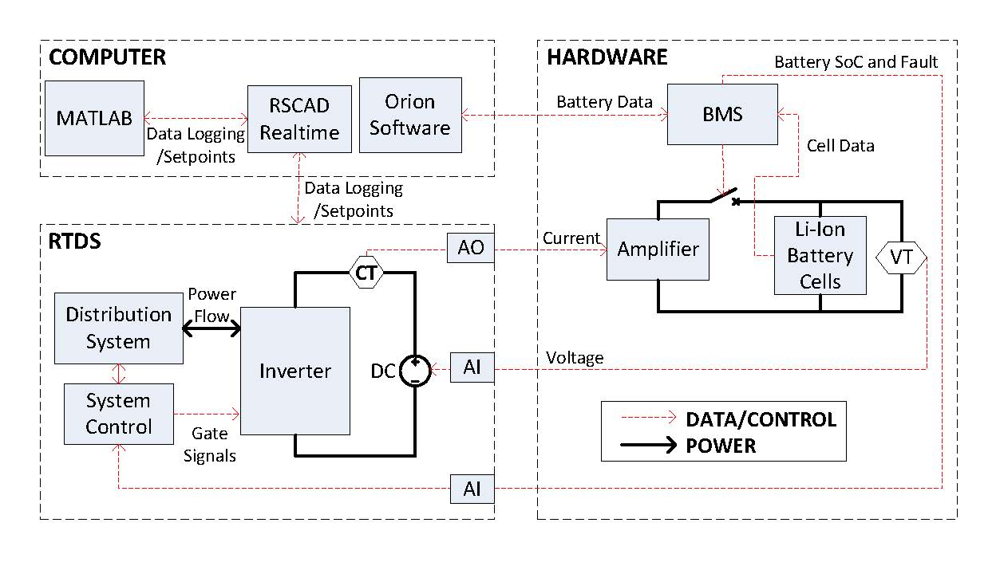 COMPUTER
MATLAB
Data Logging
/Setpoints
RSCAD
Realtime
Orion
Software
Data Logging
/Setpoints
HARDWARE
Battery SoC and Fault
Battery Data
BMS
Cell Data
Current
Amplifier
Li-Ion
Battery
Cells
VT
Voltage
RTDS
AO
CT
Distribution
System
Power
Flow
Inverter
DC
+
-
AI
System
Control
Gate
Signals
AI
DATA/CONTROL
POWER